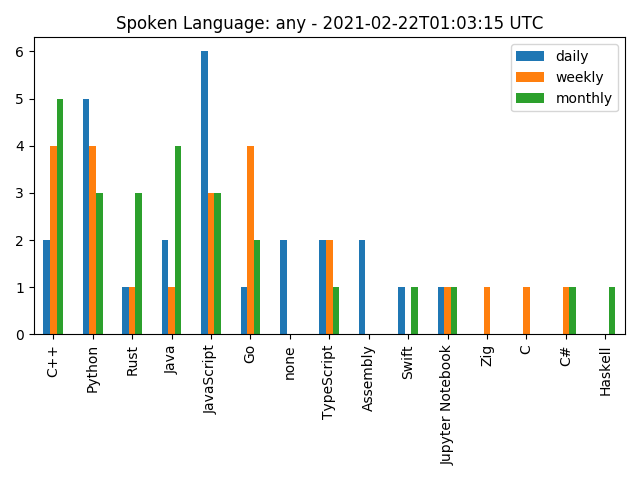 Spoken Language: any - 2021-02-22T01:03:15 UTC
daily
weekly
monthly
6
5
4
3
2
1
0
C++
Python
Rust
Java
JavaScript
Go
none
TypeScript
Assembly
Swift
Jupyter Notebook
Zig
C
C#
Haskell